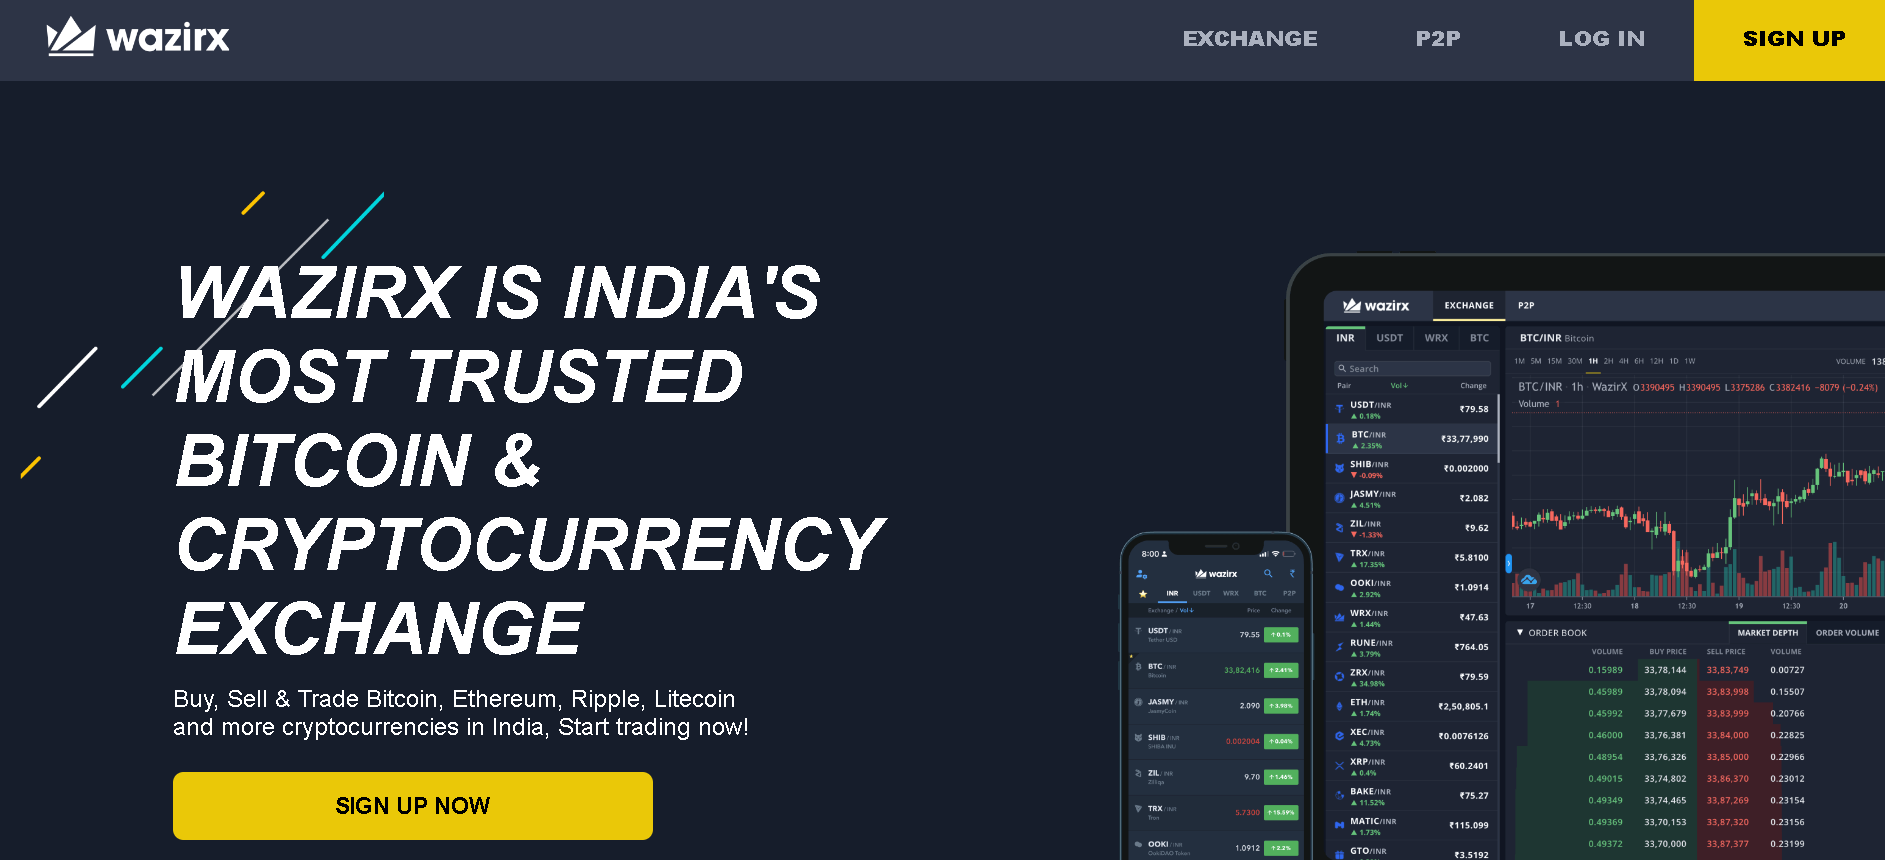 wazirx
EXCHANGE P2P LOG IN SIGN UP
WAZIRX IS INDIA'S
MOST TRUSTED
BITCOIN &
CRYPTOCURRENCY
EXCHANGE
Buy, Sell & Trade Bitcoin, Ethereum, Ripple, Litecoin
and more cryptocurrencies in India, Start trading now!
SIGN UP NOW
8:00
wazirx
INR USDT WRX BTC P2P
Exchange / Vol Price Change
USDT / INR 79.55 0.1%
Tether USD
BTC / INR 33,82,416 2.41%
Bitcoin
JASMY / INR 2.090 3.98%
JasmyCoin
SHIB / INR 0.002004 0.04%
SHIBA INU
ZIL / INR 9.70 1.46%
Zilliqa
TRX / INR 5.7300 15.59%
Tron
OOKI / INR 1.0912 2.2%
OokiDAO Token
wazirx EXCHANGE P2P
INR USDT WRX BTC
Search
Pair Vol Change
USDT/INR ₹79.58
▲ 0.18%
BTC/INR ₹33,77,990
▲ 2.35%
SHIB/INR ₹0.002000
▼ -0.09%
JASMY/INR ₹2.082
▲ 4.51%
ZIL/INR ₹9.62
▼ -1.33%
TRX/INR ₹5.8100
▲ 17.35%
OOKI/INR ₹1.0914
▲ 2.92%
WRX/INR ₹47.63
▲ 1.44%
RUNE/INR ₹764.05
▲ 3.79%
ZRX/INR ₹79.59
▲ 34.98%
ETH/INR ₹2,50,805.1
▲ 1.74%
XEC/INR ₹0.0076126
▲ 4.73%
XRP/INR ₹60.2401
▲ 0.4%
BAKE/INR ₹75.27
▲ 11.52%
MATIC/INR ₹115.099
▲ 1.73%
GTO/INR ₹3.5192
BTC/INR Bitcoin
1M 5M 15M 30M 1H 2H 4H 6H 12H 1D 1W VOLUME 138
BTC/INR 1h WazirX O3390495 H3390495 L3375286 C3382416 -8079 (-0.24%)
Volume 1
17 12:30 18 12:30 19 12:30 20
▼ ORDER BOOK MARKET DEPTH ORDER VOLUME
VOLUME BUY PRICE SELL PRICE VOLUME
0.15989 33,78,144 33,83,749 0.00727
0.45989 33,78,094 33,83,998 0.15507
0.45992 33,77,679 33,83,999 0.20766
0.46000 33,76,381 33,84,000 0.22825
0.48954 33,76,326 33,85,000 0.22966
0.49015 33,74,802 33,86,370 0.23012
0.49349 33,74,465 33,87,269 0.23154
0.49369 33,70,153 33,87,320 0.23156
0.49372 33,70,000 33,87,377 0.23199